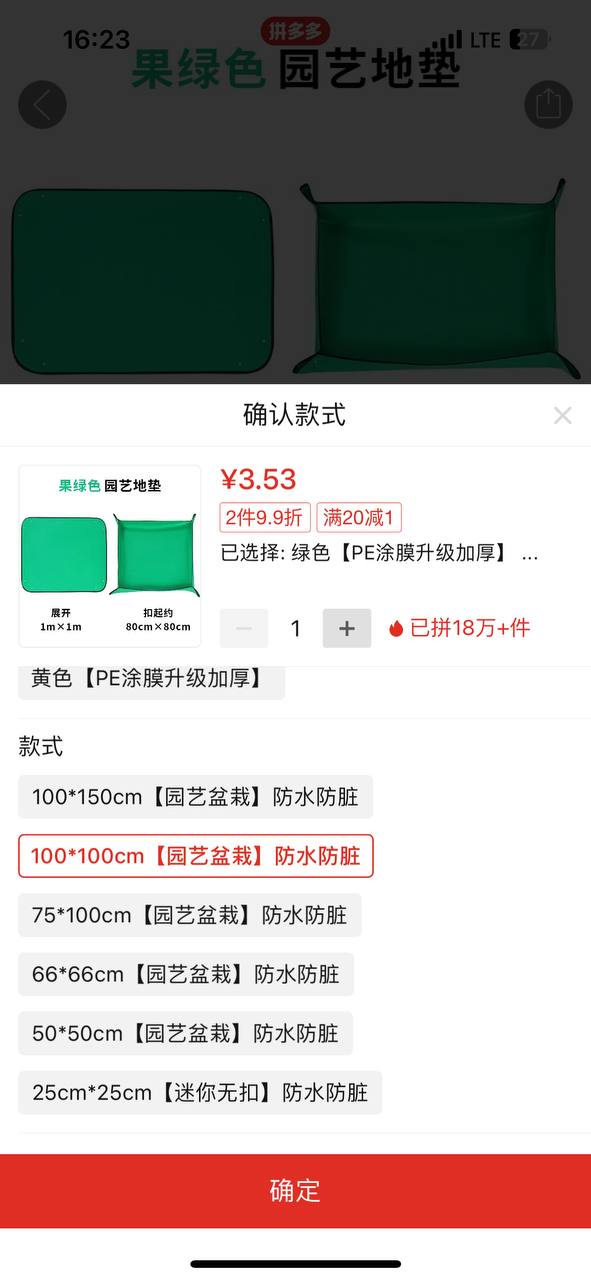 16:23
拼多多
LTE
27
果绿色 园艺地垫
确认款式
果绿色 园艺地垫
展开
1m×1m
扣起约
80cm×80cm
¥3.53
2件9.9折
满20减1
已选择: 绿色【PE涂膜升级加厚】 ...
1
已拼18万+件
黄色【PE涂膜升级加厚】
款式
100*150cm【园艺盆栽】防水防脏
100*100cm【园艺盆栽】防水防脏
75*100cm【园艺盆栽】防水防脏
66*66cm【园艺盆栽】防水防脏
50*50cm【园艺盆栽】防水防脏
25cm*25cm【迷你无扣】防水防脏
确定